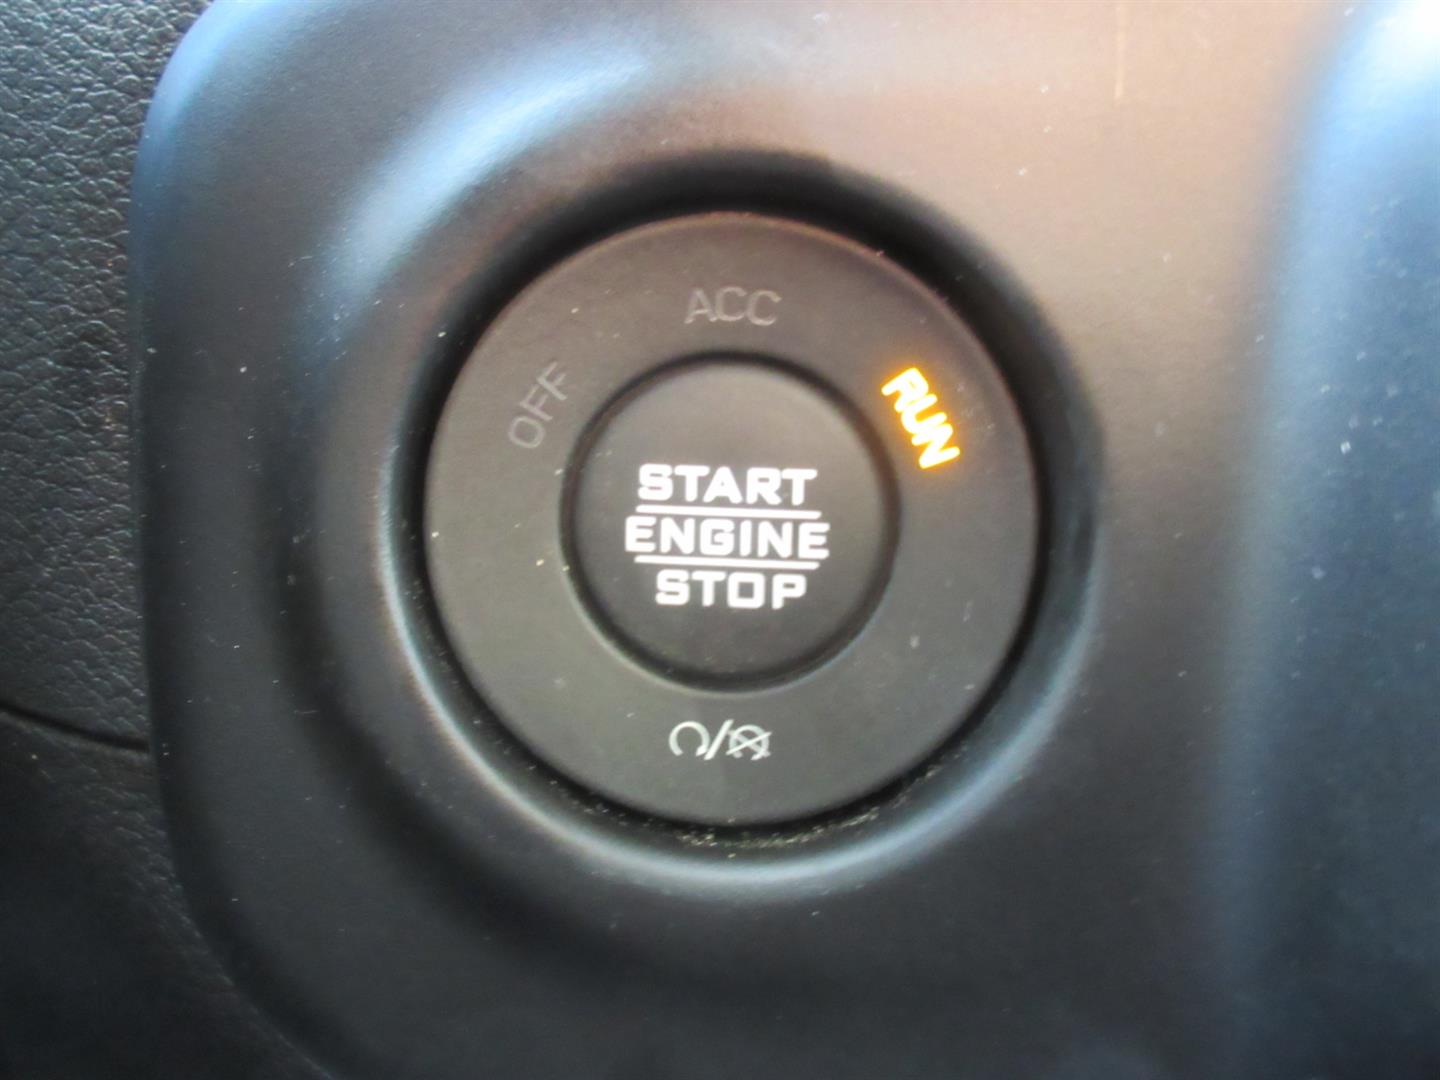 ACC
OFF
RUN
START
ENGINE
STOP